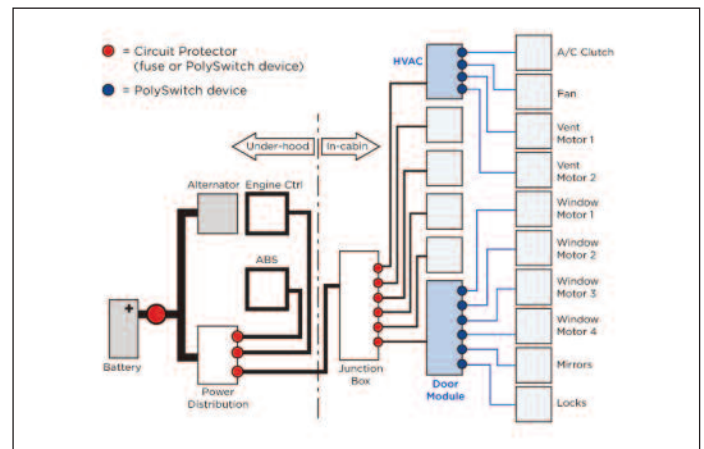 = Circuit Protector
(fuse or PolySwitch device)
= PolySwitch device
HVAC
A/C Clutch
Fan
Vent
Motor 1
Vent
Motor 2
Under-hood
In-cabin
Alternator
Engine Ctrl
Window
Motor 1
Window
Motor 2
ABS
Window
Motor 3
+
Window
Motor 4
Battery
Junction
Box
Mirrors
Power
Distribution
Door
Module
Locks